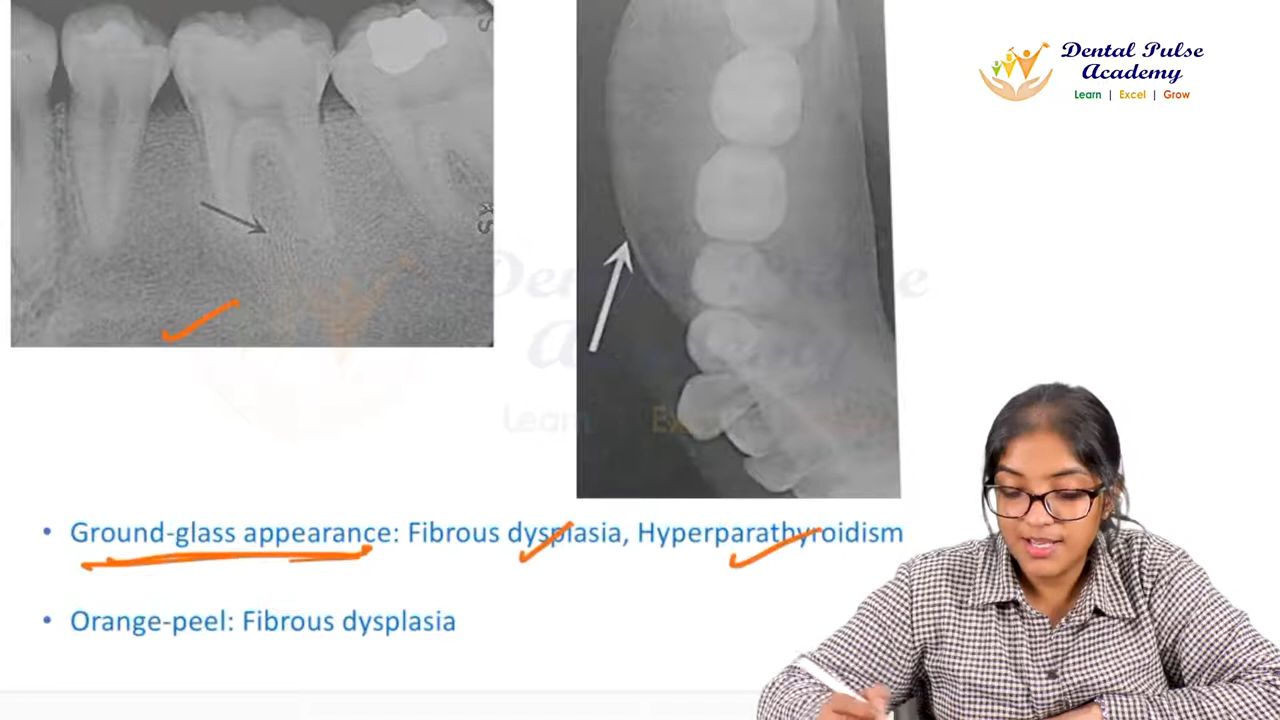 Dental Pulse
Academy
Learn | Excel | Grow
• Ground-glass appearance: Fibrous dysplasia, Hyperparathyroidism
• Orange-peel: Fibrous dysplasia